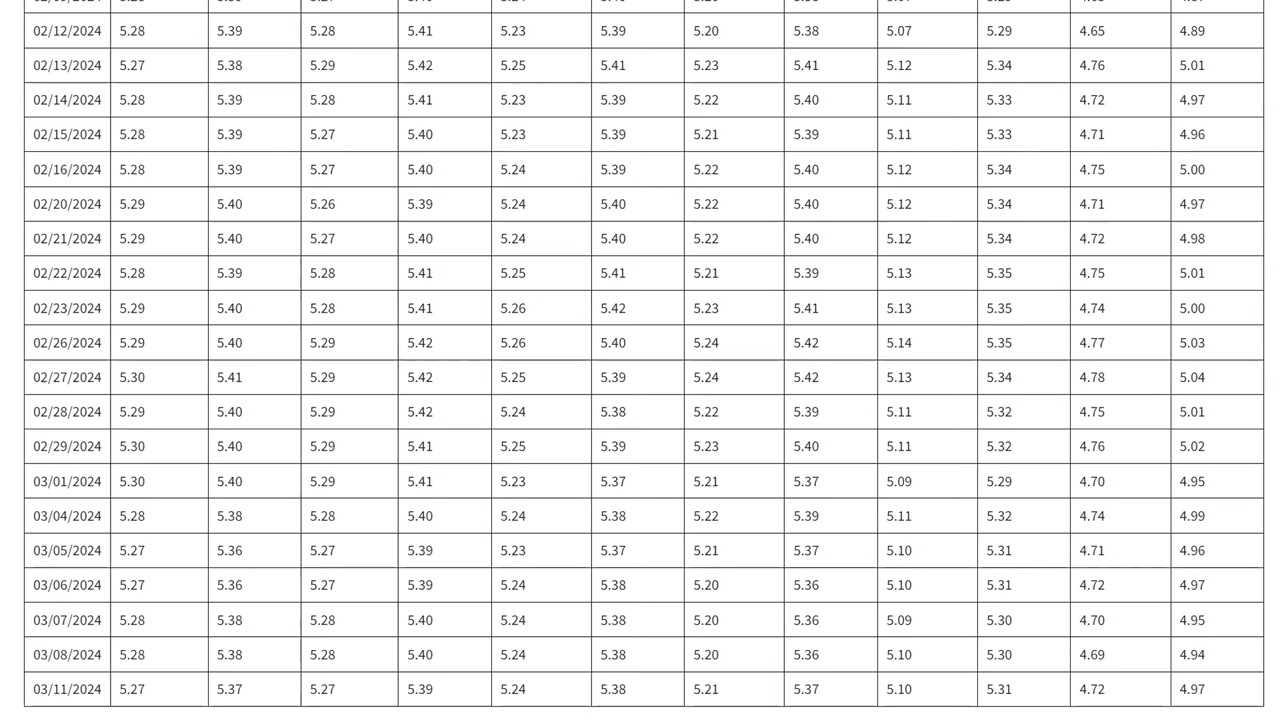 02/12/2024 5.28 5.39 5.28 5.41 5.23 5.39 5.20 5.38 5.07 5.29 4.65 4.89
02/13/2024 5.27 5.38 5.29 5.42 5.25 5.41 5.23 5.41 5.12 5.34 4.76 5.01
02/14/2024 5.28 5.39 5.28 5.41 5.23 5.39 5.22 5.40 5.11 5.33 4.72 4.97
02/15/2024 5.28 5.39 5.27 5.40 5.23 5.39 5.21 5.39 5.11 5.33 4.71 4.96
02/16/2024 5.28 5.39 5.27 5.40 5.24 5.39 5.22 5.40 5.12 5.34 4.75 5.00
02/20/2024 5.29 5.40 5.26 5.39 5.24 5.40 5.22 5.40 5.12 5.34 4.71 4.97
02/21/2024 5.29 5.40 5.27 5.40 5.24 5.40 5.22 5.40 5.12 5.34 4.72 4.98
02/22/2024 5.28 5.39 5.28 5.41 5.25 5.41 5.21 5.39 5.13 5.35 4.75 5.01
02/23/2024 5.29 5.40 5.28 5.41 5.26 5.42 5.23 5.41 5.13 5.35 4.74 5.00
02/26/2024 5.29 5.40 5.29 5.42 5.26 5.40 5.24 5.42 5.14 5.35 4.77 5.03
02/27/2024 5.30 5.41 5.29 5.42 5.25 5.39 5.24 5.42 5.13 5.34 4.78 5.04
02/28/2024 5.29 5.40 5.29 5.42 5.24 5.38 5.22 5.39 5.11 5.32 4.75 5.01
02/29/2024 5.30 5.40 5.29 5.41 5.25 5.39 5.23 5.40 5.11 5.32 4.76 5.02
03/01/2024 5.30 5.40 5.29 5.41 5.23 5.37 5.21 5.37 5.09 5.29 4.70 4.95
03/04/2024 5.28 5.38 5.28 5.40 5.24 5.38 5.22 5.39 5.11 5.32 4.74 4.99
03/05/2024 5.27 5.36 5.27 5.39 5.23 5.37 5.21 5.37 5.10 5.31 4.71 4.96
03/06/2024 5.27 5.36 5.27 5.39 5.24 5.38 5.20 5.36 5.10 5.31 4.72 4.97
03/07/2024 5.28 5.38 5.28 5.40 5.24 5.38 5.20 5.36 5.09 5.30 4.70 4.95
03/08/2024 5.28 5.38 5.28 5.40 5.24 5.38 5.20 5.36 5.10 5.30 4.69 4.94
03/11/2024 5.27 5.37 5.27 5.39 5.24 5.38 5.21 5.37 5.10 5.31 4.72 4.97